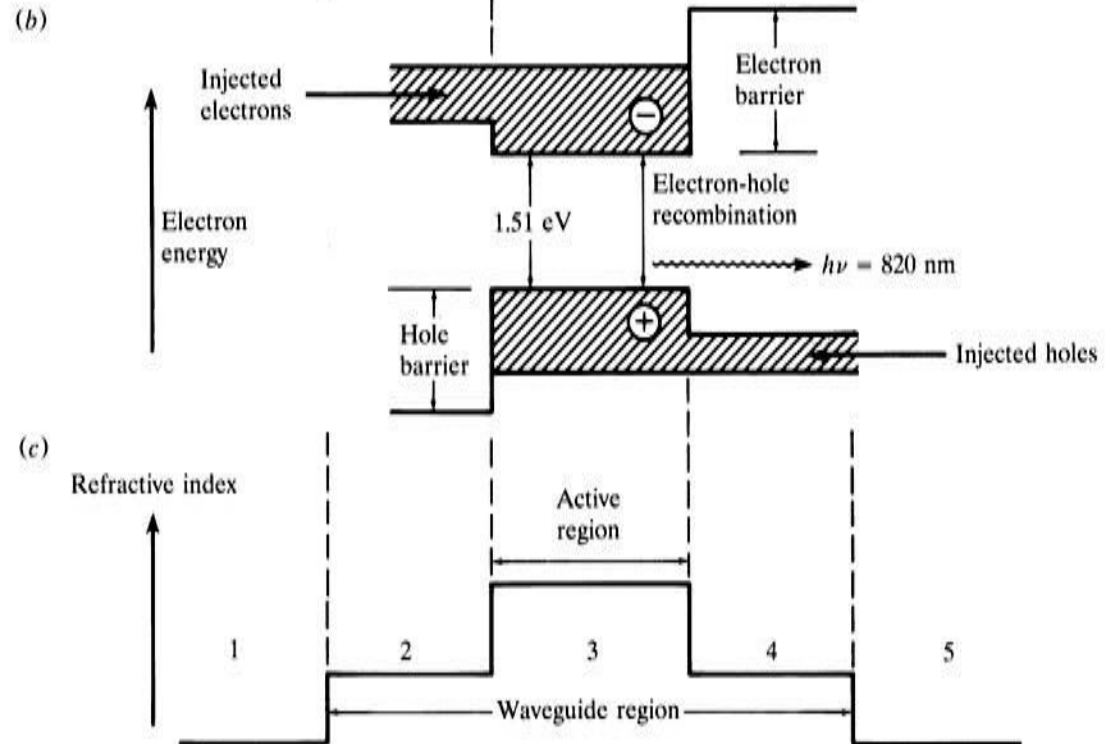 (b)
Injected
electrons
Electron
barrier
−
Electron
energy
1.51 eV
Electron-hole
recombination
hν = 820 nm
Hole
barrier
+
Injected holes
(c)
Refractive index
Active
region
1 2 3 4 5
Waveguide region